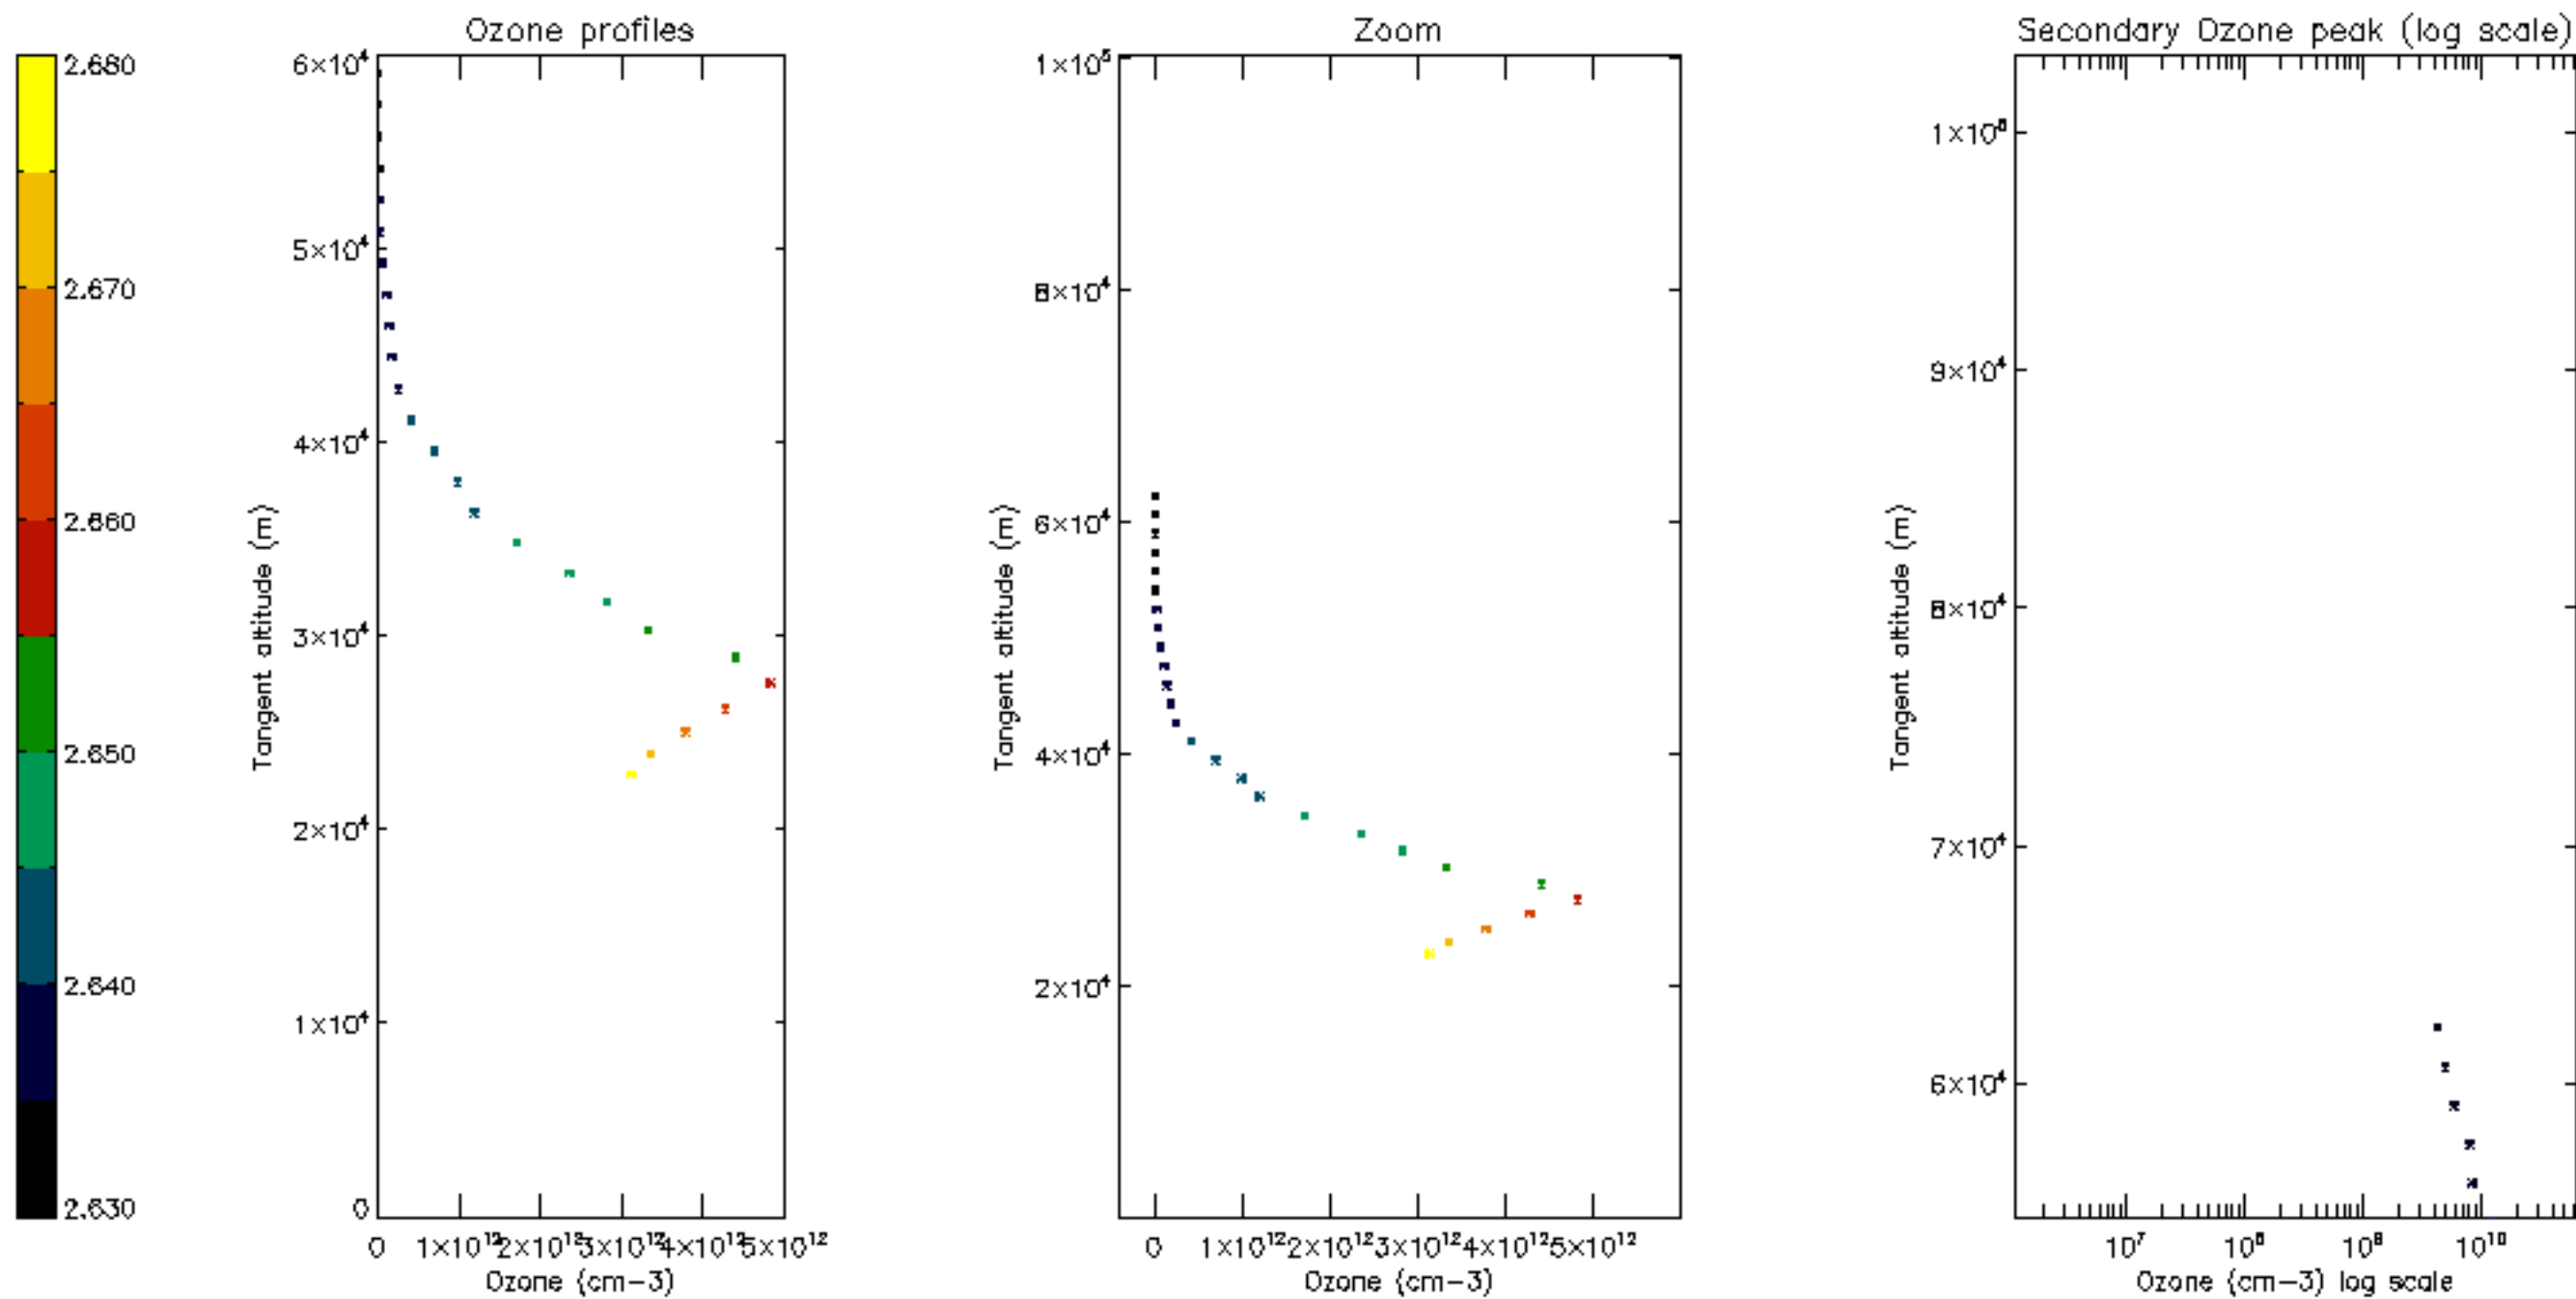 Ozone profiles
Zoom
Secondary Ozone peak (log scale)
2.680
2.670
2.660
2.650
2.640
2.630
Tangent altitude (m)
6×10⁴
5×10⁴
4×10⁴
3×10⁴
2×10⁴
1×10⁴
0
0 1×10¹² 2×10¹² 3×10¹² 4×10¹² 5×10¹²
Ozone (cm-3)
Tangent altitude (m)
1×10⁵
8×10⁴
6×10⁴
4×10⁴
2×10⁴
0 1×10¹² 2×10¹² 3×10¹² 4×10¹² 5×10¹²
Ozone (cm-3)
Tangent altitude (m)
1×10⁵
9×10⁴
8×10⁴
7×10⁴
6×10⁴
10⁷ 10⁸ 10⁹ 10¹⁰
Ozone (cm-3) log scale